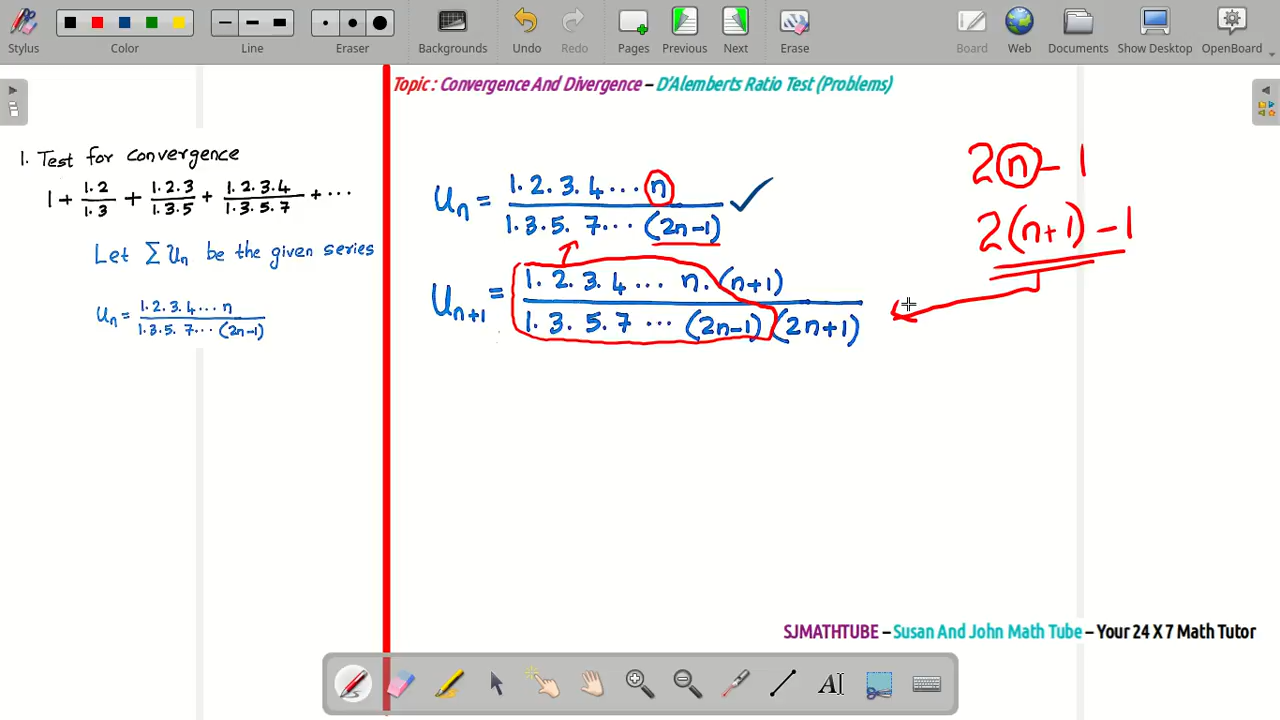 Stylus Color Line Eraser Backgrounds Undo Redo Pages Previous Next Erase Board Web Documents Show Desktop OpenBoard
Topic : Convergence And Divergence – D'Alemberts Ratio Test (Problems)
1. Test for convergence
1 + 1.2/1.3 + 1.2.3/1.3.5 + 1.2.3.4/1.3.5.7 + ...
Let ∑ Un be the given series
Un = 1.2.3.4... n / 1.3.5.7... (2n-1)
Un = 1.2.3.4... n / 1.3.5.7... (2n-1) ✓
Un+1 = 1.2.3.4... n.(n+1) / 1.3.5.7 ... (2n-1)(2n+1)
2n-1
2(n+1)-1
SJMATHTUBE – Susan And John Math Tube – Your 24 X 7 Math Tutor